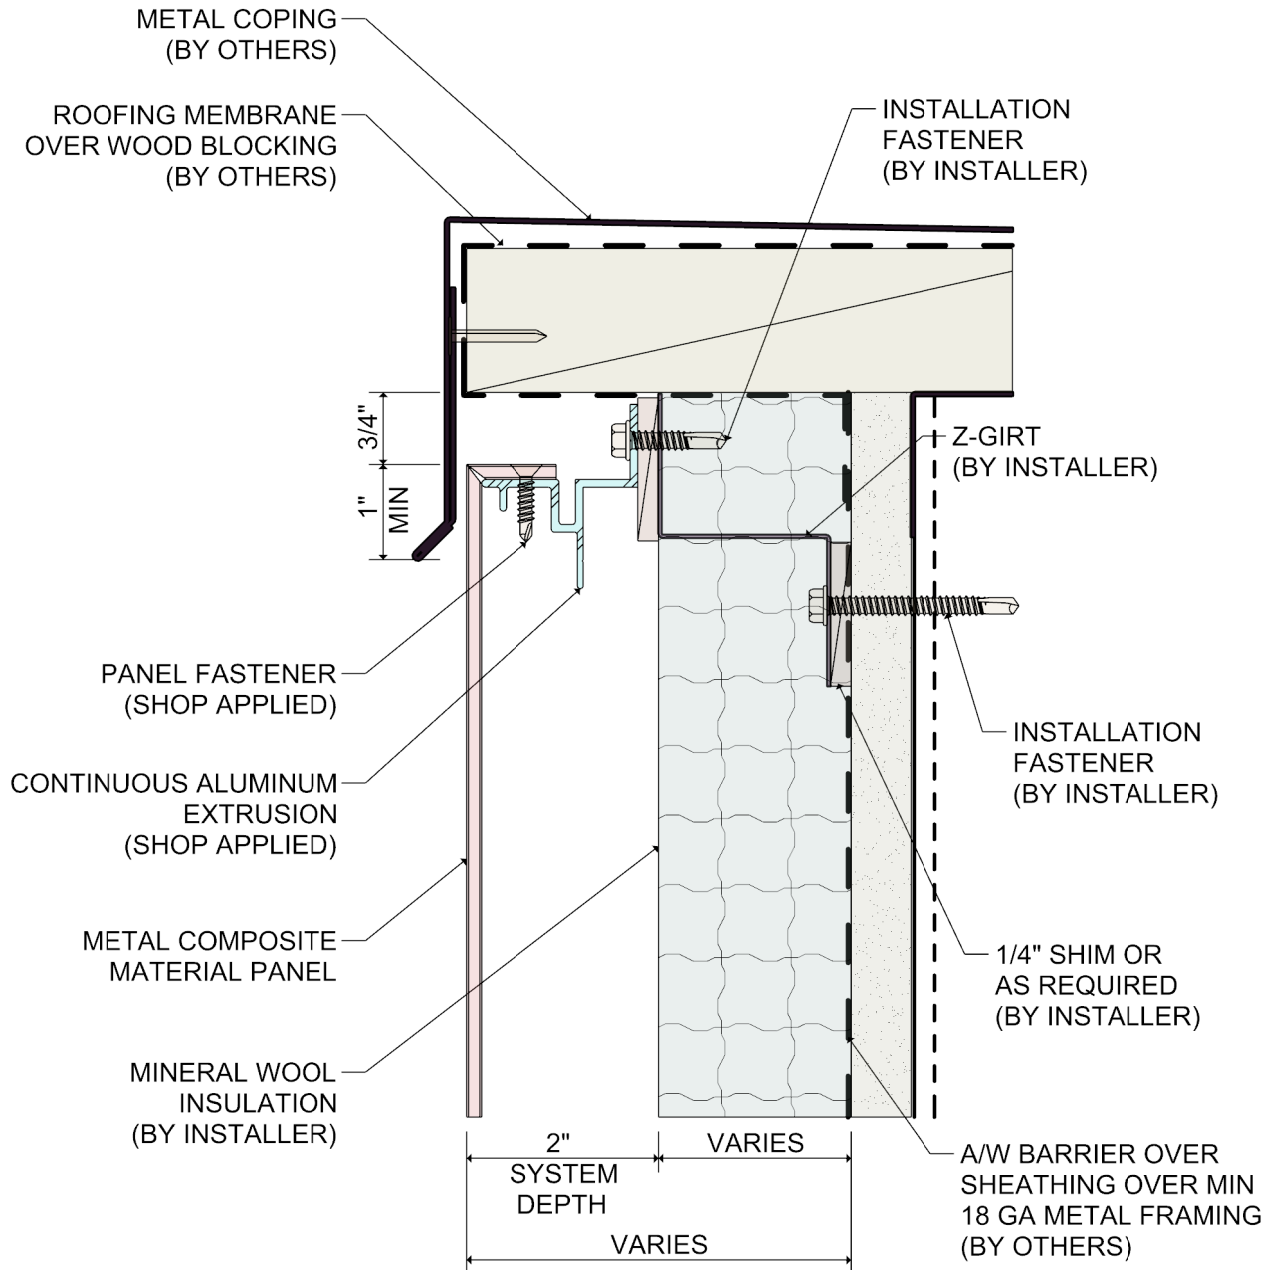 METAL COPING
(BY OTHERS)
ROOFING MEMBRANE
OVER WOOD BLOCKING
(BY OTHERS)
INSTALLATION
FASTENER
(BY INSTALLER)
3/4"
1"
MIN
Z-GIRT
(BY INSTALLER)
PANEL FASTENER
(SHOP APPLIED)
CONTINUOUS ALUMINUM
EXTRUSION
(SHOP APPLIED)
INSTALLATION
FASTENER
(BY INSTALLER)
METAL COMPOSITE
MATERIAL PANEL
1/4" SHIM OR
AS REQUIRED
(BY INSTALLER)
MINERAL WOOL
INSULATION
(BY INSTALLER)
2"
SYSTEM
DEPTH
VARIES
VARIES
A/W BARRIER OVER
SHEATHING OVER MIN
18 GA METAL FRAMING
(BY OTHERS)